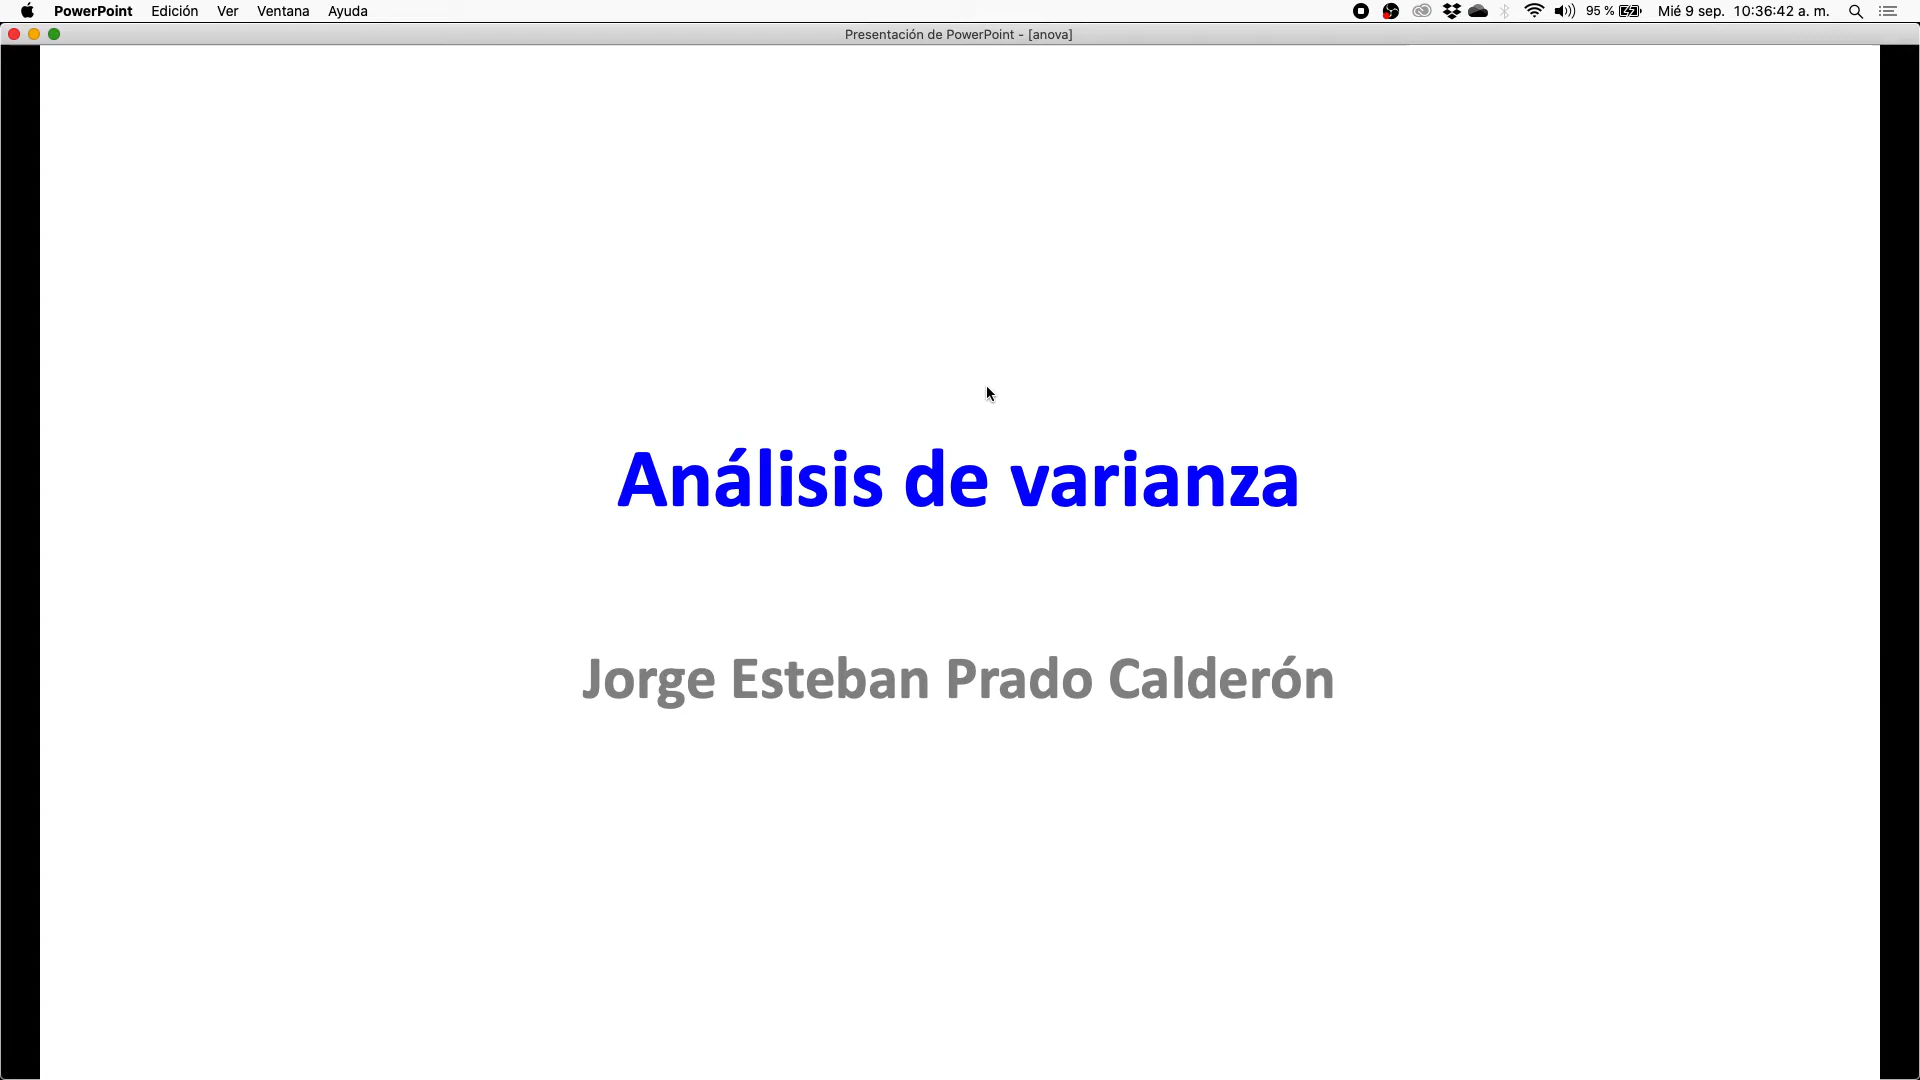 PowerPoint Edición Ver Ventana Ayuda 95 % Mié 9 sep. 10:36:42 a. m.
Presentación de PowerPoint - [anova]
Análisis de varianza
Jorge Esteban Prado Calderón